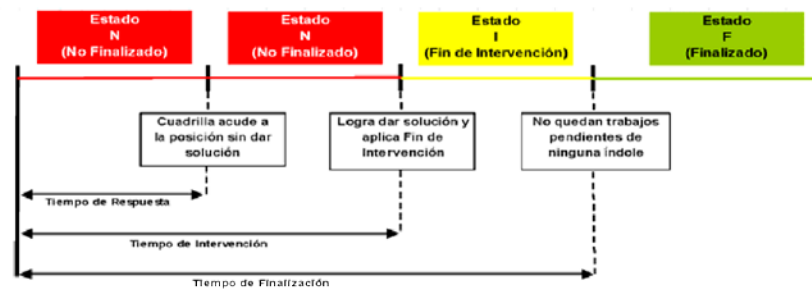 Estado
N
(No Finalizado)
Estado
N
(No Finalizado)
Estado
I
(Fin de Intervención)
Estado
F
(Finalizado)
Cuadrilla acude a
la posición sin dar
solución
Logra dar solución y
aplica Fin de
Intervención
No quedan trabajos
pendientes de
ninguna índole
Tiempo de Respuesta
Tiempo de Intervención
Tiempo de Finalización